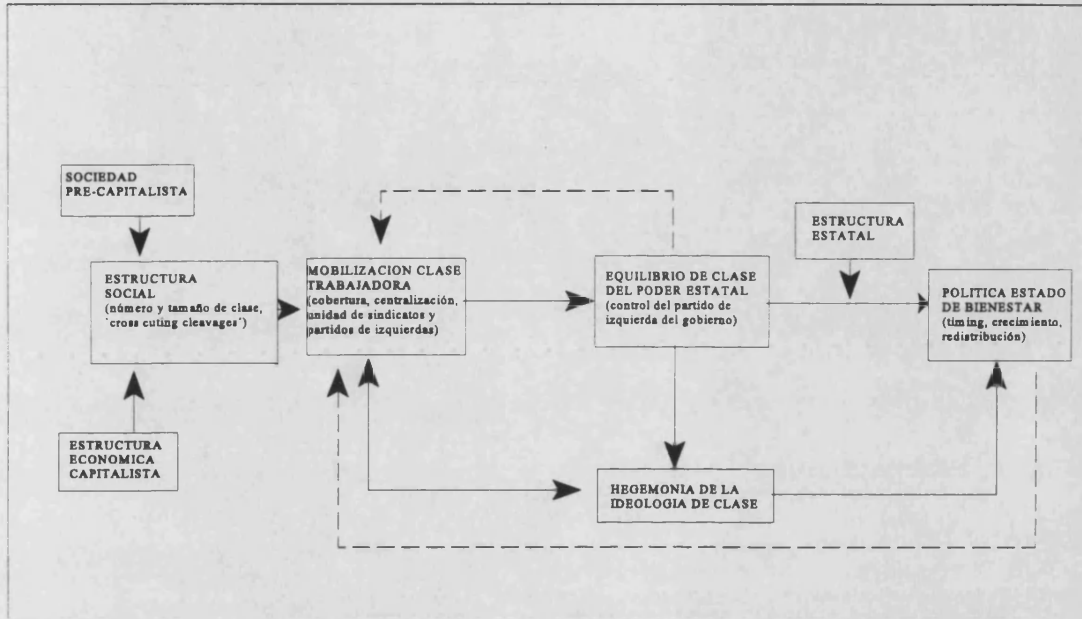 SOCIEDAD
PRE-CAPITALISTA
ESTRUCTURA
SOCIAL
(número y tamaño de clase,
`cross cuting cleavages')
ESTRUCTURA
ECONOMICA
CAPITALISTA
MOBILIZACION CLASE
TRABAJADORA
(cobertura, centralización,
unidad de sindicatos y
partidos de izquierdas)
EQUILIBRIO DE CLASE
DEL PODER ESTATAL
(control del partido de
izquierda del gobierno)
HEGEMONIA DE LA
IDEOLOGIA DE CLASE
ESTRUCTURA
ESTATAL
POLITICA ESTADO
DE BIENESTAR
(timing, crecimiento,
redistribución)